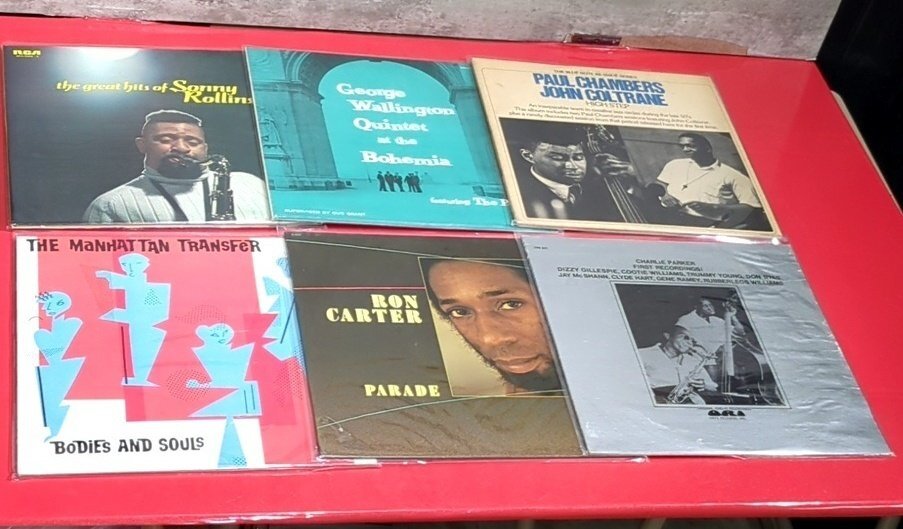 RCA
the great hits of Sonny
Rollins
George
Wallington
Quintet
at the
Bohemia
featuring The
SUPERVISED BY GUS GRANT
THE BLUE NOTE RE-ISSUE SERIES
PAUL CHAMBERS
JOHN COLTRANE
HIGH STEP
THE MANHATTAN TRANSFER
BODIES AND SOULS
RON
CARTER
PARADE
CHARLIE PARKER
FIRST RECORDINGS!
DIZZY GILLESPIE, COOTIE WILLIAMS, TRUMMY YOUNG, DON BYAS,
JAY McSHANN, CLYDE HART, GENE RAMEY, RUBBERLEGS WILLIAMS